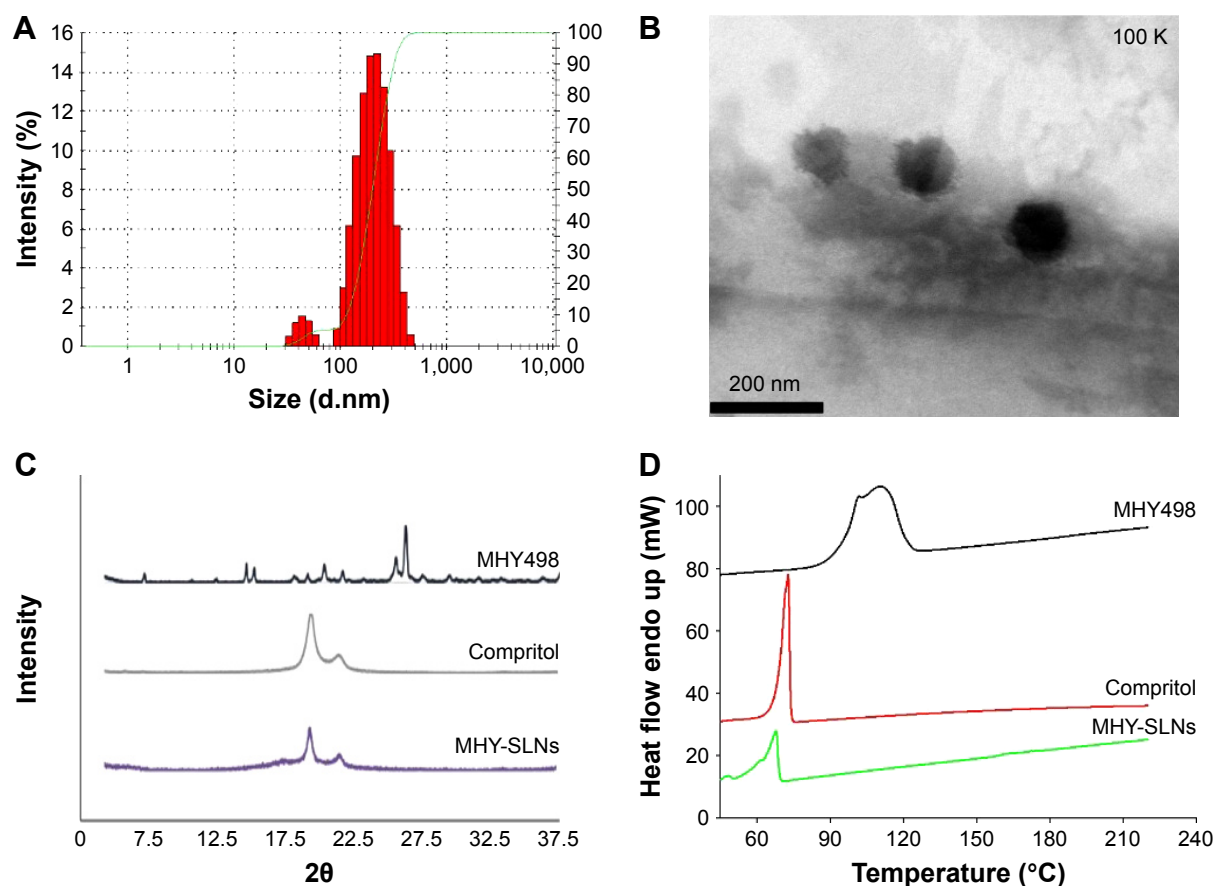 A
Intensity (%)
16
14
12
10
8
6
4
2
0
100
90
80
70
60
50
40
30
20
10
0
1 10 100 1,000 10,000
Size (d.nm)
B
100 K
200 nm
C
Intensity
MHY498
Compritol
MHY-SLNs
0 7.5 12.5 17.5 22.5 27.5 32.5 37.5
2θ
D
Heat flow endo up (mW)
100
80
60
40
20
0
MHY498
Compritol
MHY-SLNs
60 90 120 150 180 210 240
Temperature (°C)